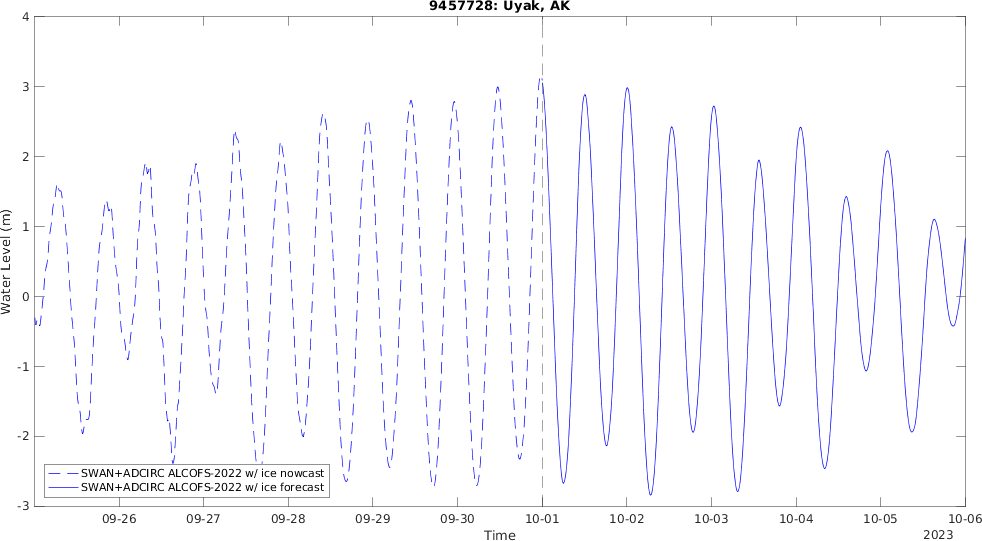 9457728: Uyak, AK
4
3
2
1
0
-1
-2
-3
Water Level (m)
SWAN+ADCIRC ALCOFS-2022 w/ ice nowcast
SWAN+ADCIRC ALCOFS-2022 w/ ice forecast
09-26 09-27 09-28 09-29 09-30 10-01 10-02 10-03 10-04 10-05 10-06
Time
2023